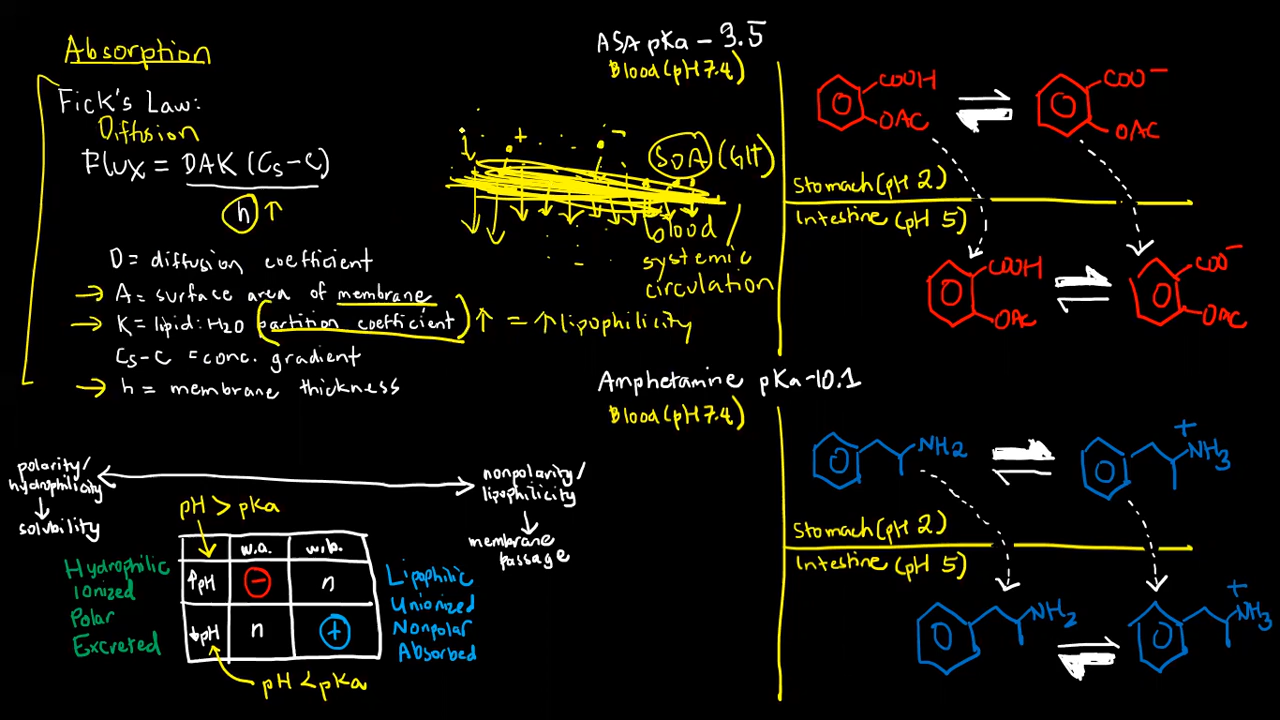 Absorption
Fick's Law:
Diffusion
Flux = DAK (Cs-C)
h ↑
D = diffusion coefficient
→ A = surface area of membrane
→ K = lipid:H2O (partition coefficient) ↑ = ↑ lipophilicity
Cs-C = conc. gradient
→ h = membrane thickness
+
-
SOA (GIT)
blood/
systemic
circulation
polarity/
hydrophilicity
↓
solubility
nonpolarity/
lipophilicity
↓
membrane
passage
pH > pKa
w.a. w.b.
↑pH - n
↓pH n +
pH < pKa
Hydrophilic
Ionized
Polar
Excreted
Lipophilic
Unionized
Nonpolar
Absorbed
ASA pKa - 3.5
Blood (pH 7.4)
COOH
OAC
COO-
OAC
Stomach (pH 2)
Intestine (pH 5)
COOH
OAC
COO-
OAC
Amphetamine pKa-10.1
Blood (pH 7.4)
NH2
+
NH3
Stomach (pH 2)
Intestine (pH 5)
NH2
+
NH3